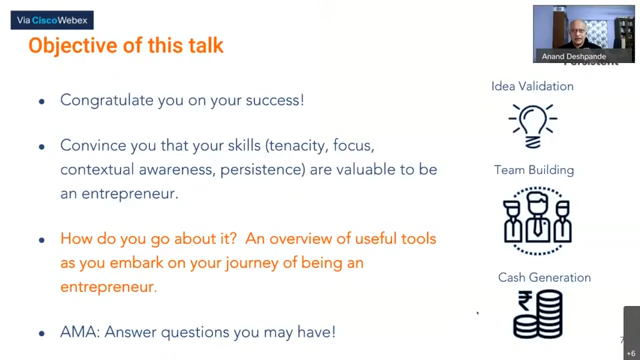 Via Cisco Webex
Objective of this talk
• Congratulate you on your success!
• Convince you that your skills (tenacity, focus,
contextual awareness, persistence) are valuable to be
an entrepreneur.
• How do you go about it? An overview of useful tools
as you embark on your journey of being an
entrepreneur.
• AMA: Answer questions you may have!
Anand Deshpande
Persistent
Idea Validation
Team Building
Cash Generation
₹
7
+6